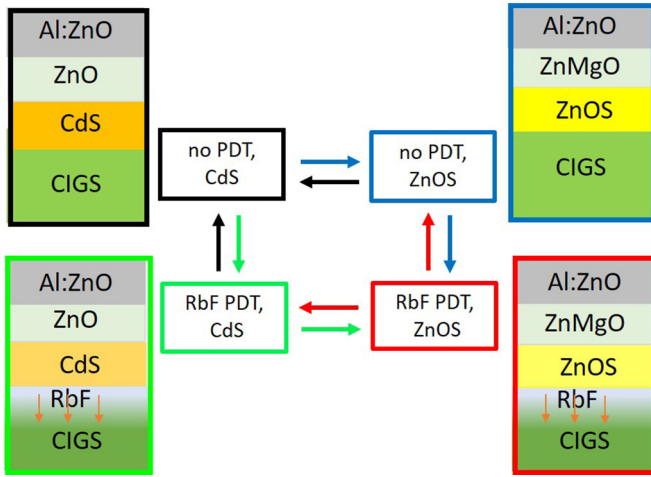 Al:ZnO
ZnO
CdS
CIGS
no PDT,
CdS
no PDT,
ZnOS
Al:ZnO
ZnMgO
ZnOS
CIGS
Al:ZnO
ZnO
CdS
RbF
CIGS
RbF PDT,
CdS
RbF PDT,
ZnOS
Al:ZnO
ZnMgO
ZnOS
RbF
CIGS